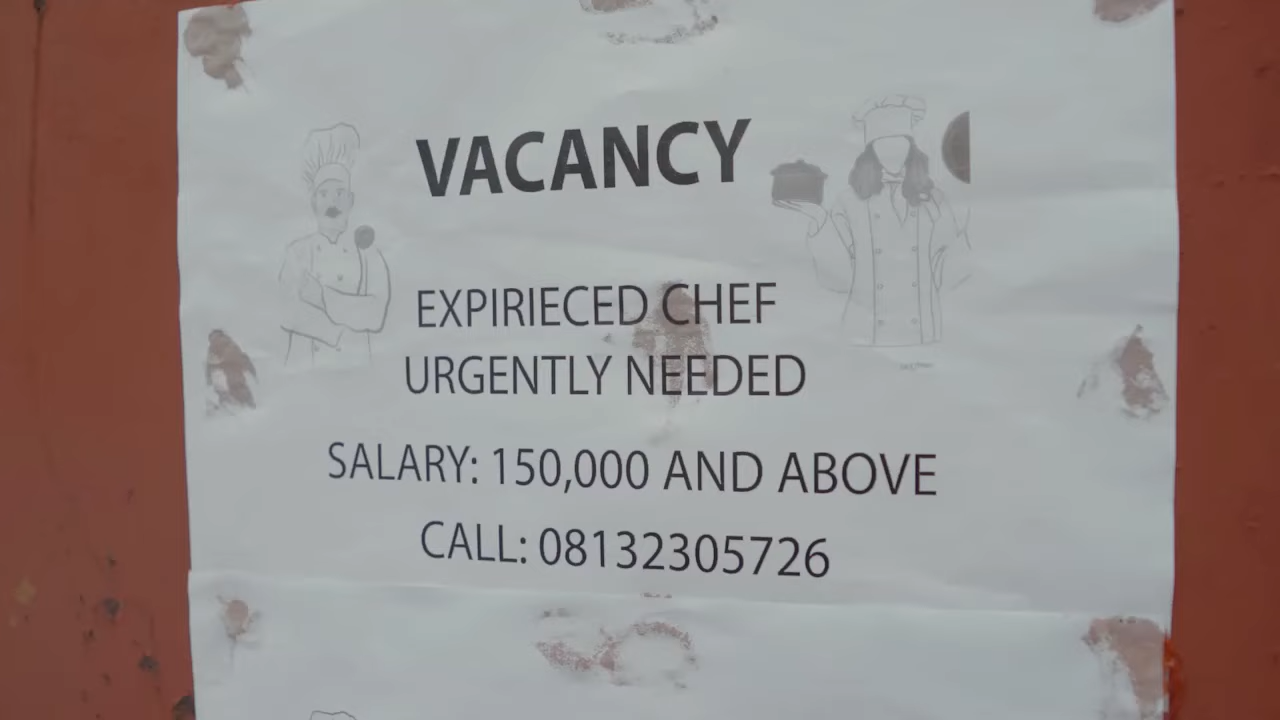 VACANCY
EXPIRIECED CHEF
URGENTLY NEEDED
SALARY: 150,000 AND ABOVE
CALL: 08132305726